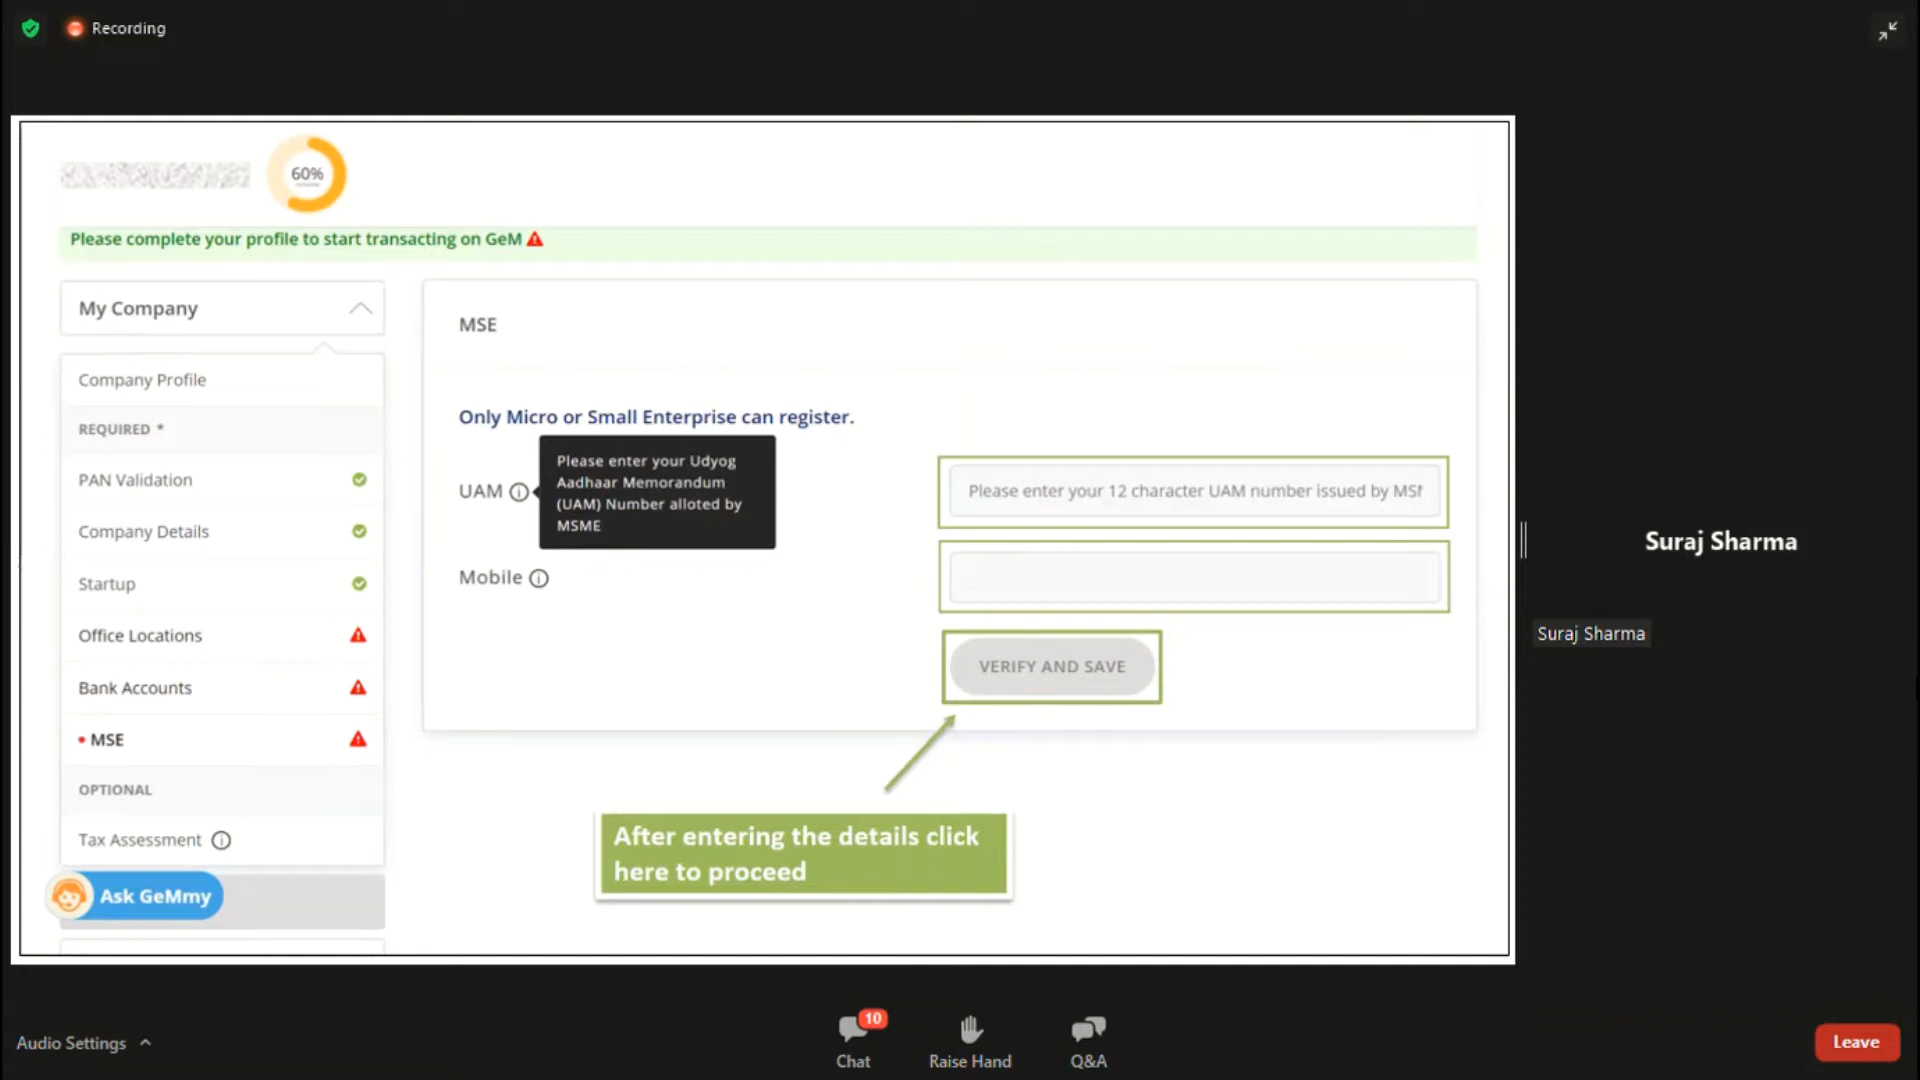 Recording
60%
Please complete your profile to start transacting on GeM
My Company
MSE
Company Profile
Only Micro or Small Enterprise can register.
REQUIRED *
Please enter your Udyog
Aadhaar Memorandum
(UAM) Number alloted by
MSME
UAM
Please enter your 12 character UAM number issued by MSM
PAN Validation
Company Details
Mobile
Startup
Office Locations
VERIFY AND SAVE
Bank Accounts
• MSE
OPTIONAL
Tax Assessment
After entering the details click
here to proceed
Ask GeMmy
Suraj Sharma
Suraj Sharma
Audio Settings
10
Chat
Raise Hand
Q&A
Leave